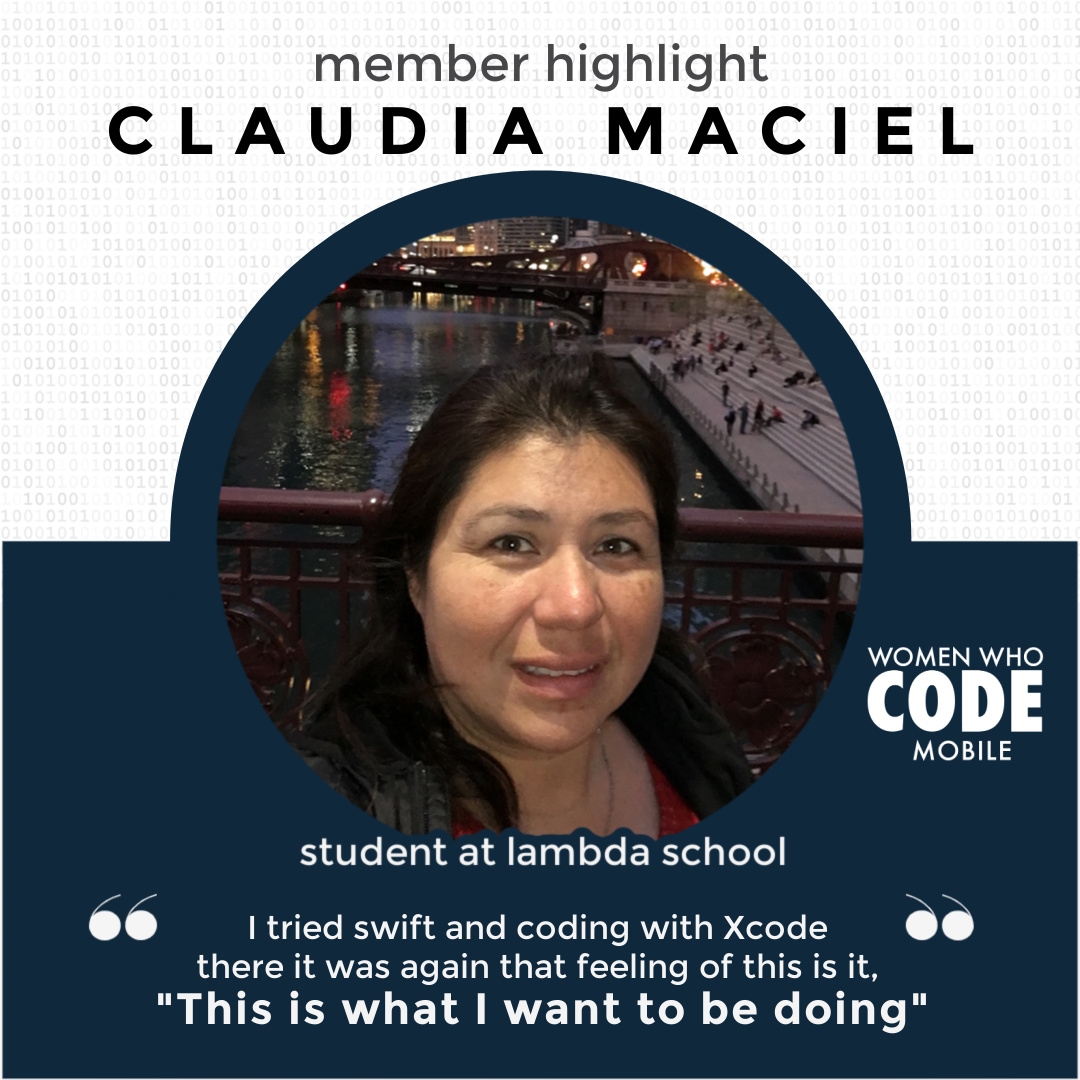 member highlight
CLAUDIA MACIEL
WOMEN WHO
CODE
MOBILE
student at lambda school
I tried swift and coding with Xcode
there it was again that feeling of this is it,
"This is what I want to be doing"